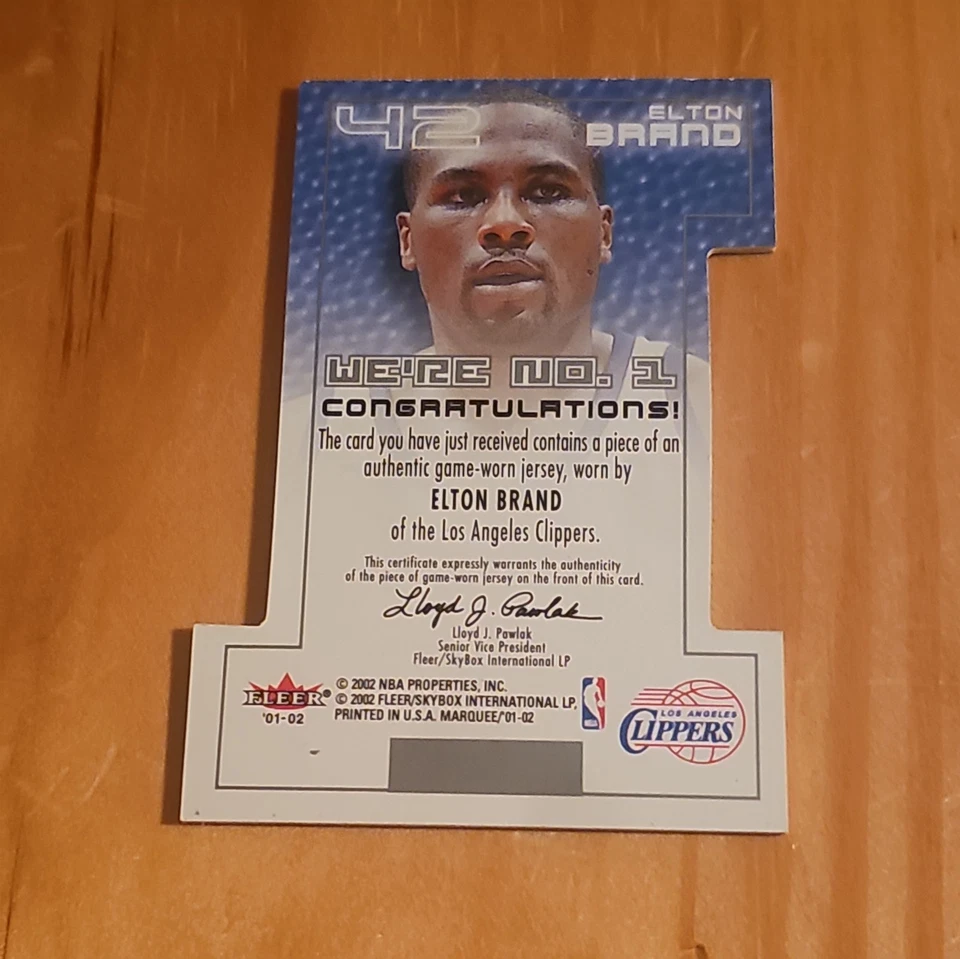 42
ELTON
BRAND
WE'RE NO. 1
CONGRATULATIONS!
The card you have just received contains a piece of an
authentic game-worn jersey, worn by
ELTON BRAND
of the Los Angeles Clippers.
This certificate expressly warrants the authenticity
of the piece of game-worn jersey on the front of this card.
Lloyd J. Pawlak
Lloyd J. Pawlak
Senior Vice President
Fleer/SkyBox International LP
FLEER®
'01-02
© 2002 NBA PROPERTIES, INC.
© 2002 FLEER/SKYBOX INTERNATIONAL LP.
PRINTED IN U.S.A. MARQUEE/'01-02
NBA
LOS ANGELES
CLIPPERS